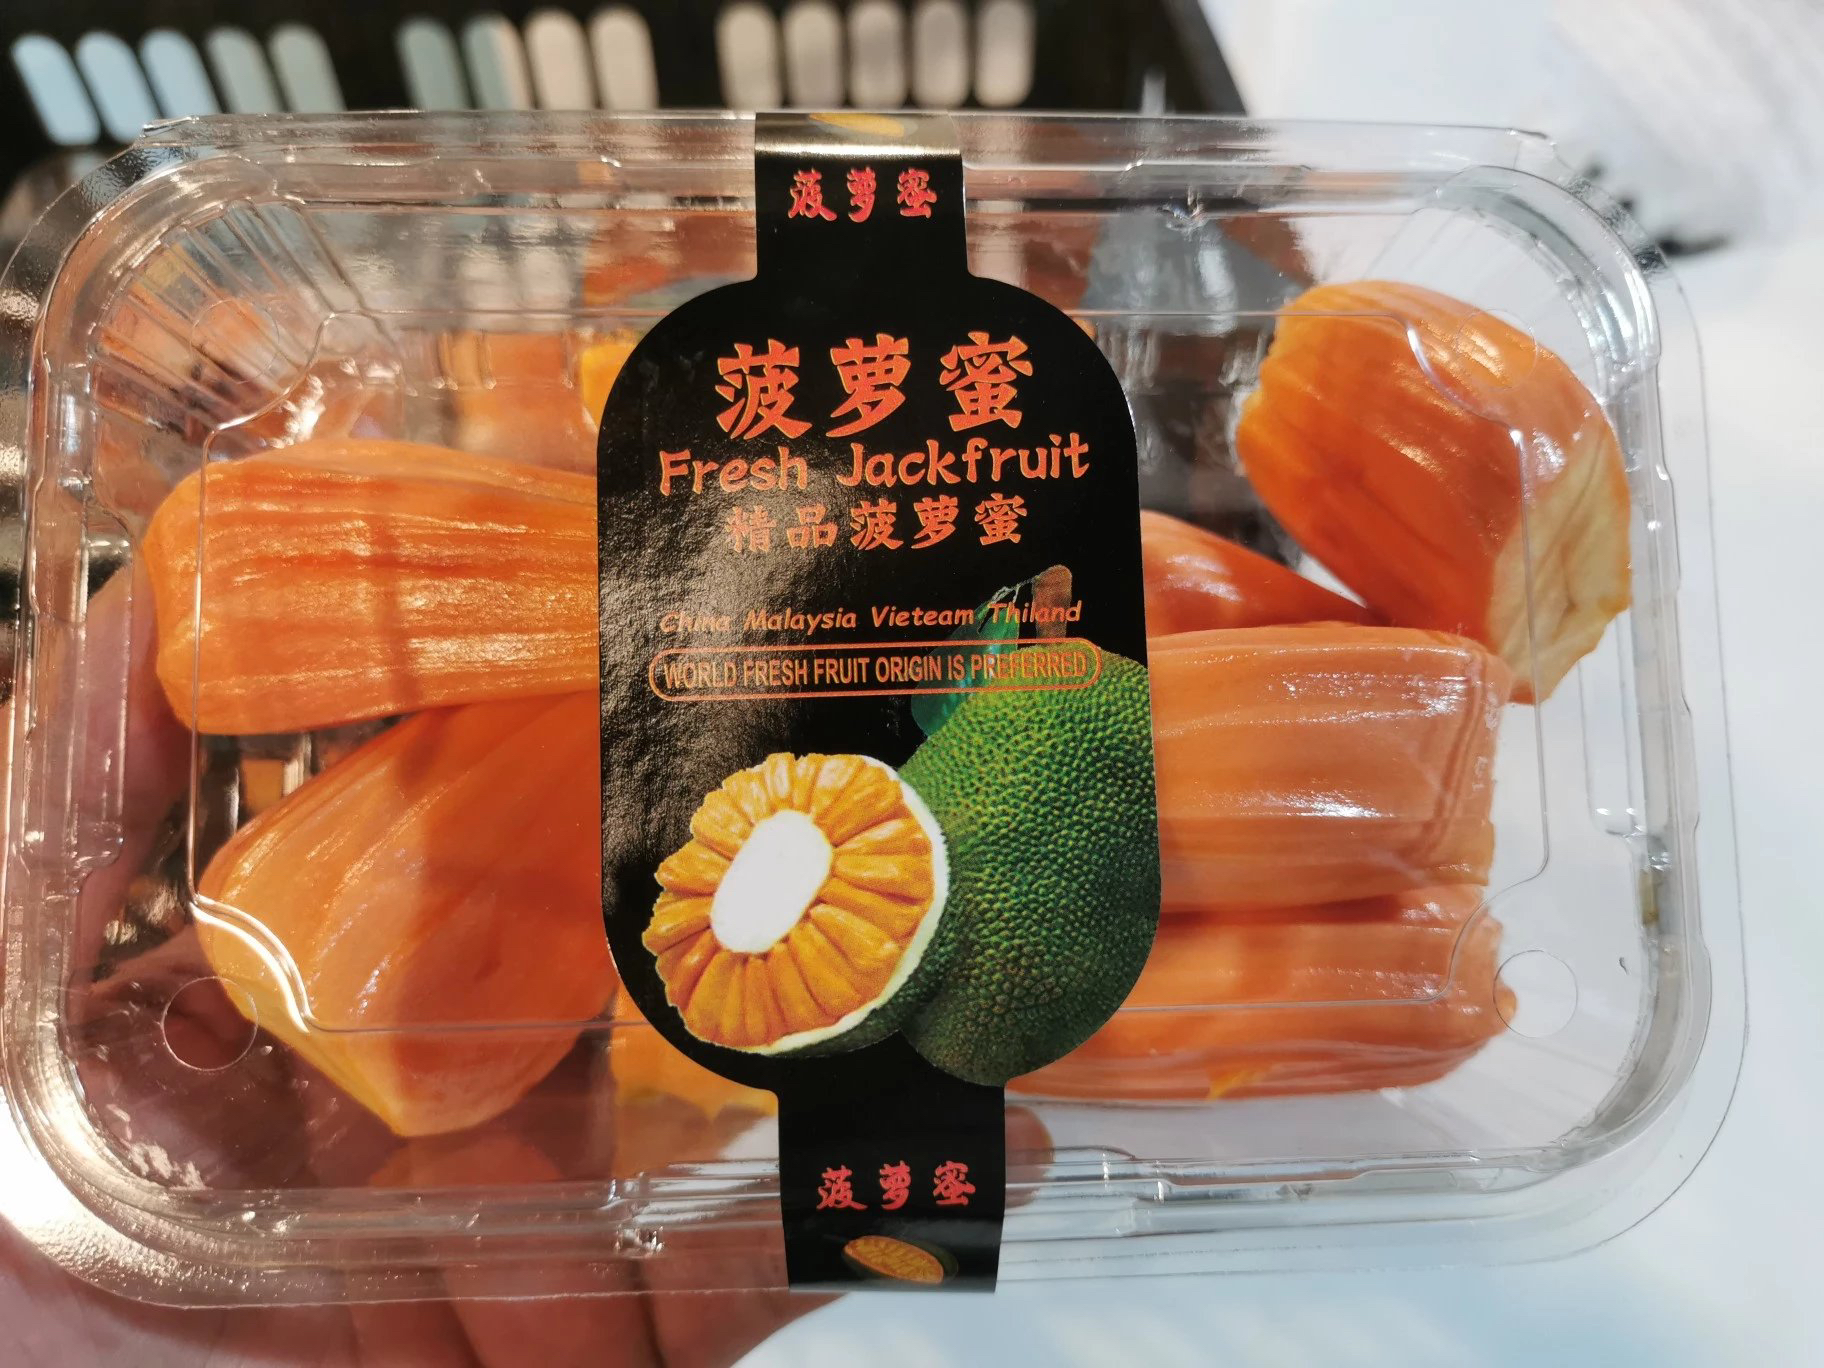 菠萝蜜
菠萝蜜
Fresh Jackfruit
精品菠萝蜜
China Malaysia Vieteam Thiland
WORLD FRESH FRUIT ORIGIN IS PREFERRED
菠萝蜜